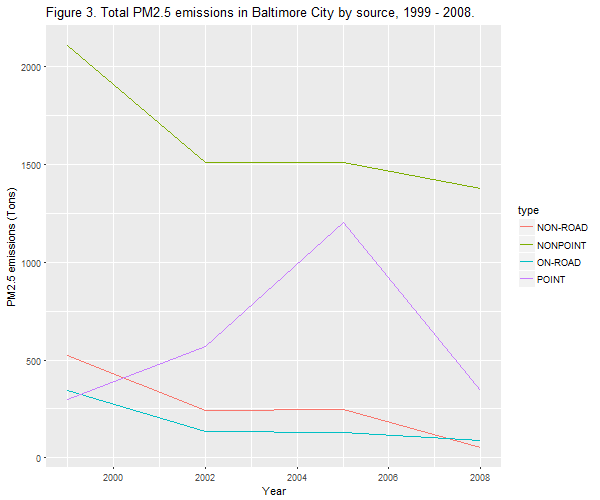 Figure 3. Total PM2.5 emissions in Baltimore City by source, 1999 - 2008.
PM2.5 emissions (Tons)
2000
1500
1000
500
0
2000
2002
2004
2006
2008
Year
type
NON-ROAD
NONPOINT
ON-ROAD
POINT